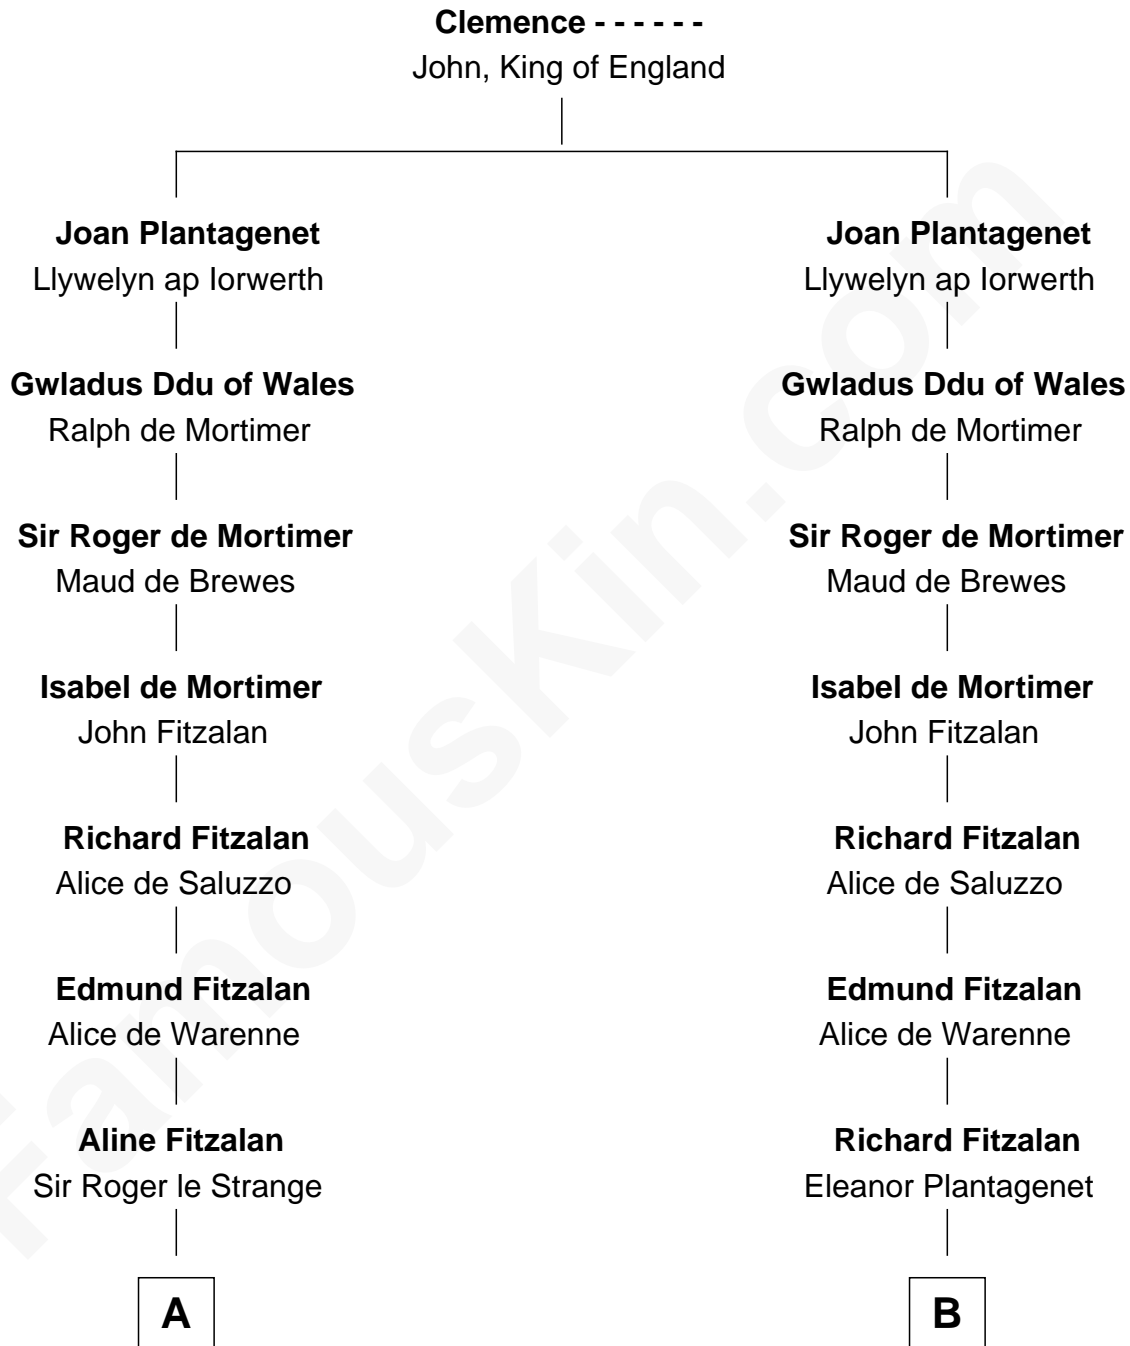 Clemence - - - - - -
John, King of England
Joan Plantagenet
Llywelyn ap Iorwerth
Gwladus Ddu of Wales
Ralph de Mortimer
Sir Roger de Mortimer
Maud de Brewes
Isabel de Mortimer
John Fitzalan
Richard Fitzalan
Alice de Saluzzo
Edmund Fitzalan
Alice de Warenne
Aline Fitzalan
Sir Roger le Strange
A
Joan Plantagenet
Llywelyn ap Iorwerth
Gwladus Ddu of Wales
Ralph de Mortimer
Sir Roger de Mortimer
Maud de Brewes
Isabel de Mortimer
John Fitzalan
Richard Fitzalan
Alice de Saluzzo
Edmund Fitzalan
Alice de Warenne
Richard Fitzalan
Eleanor Plantagenet
B
FamousKin.com